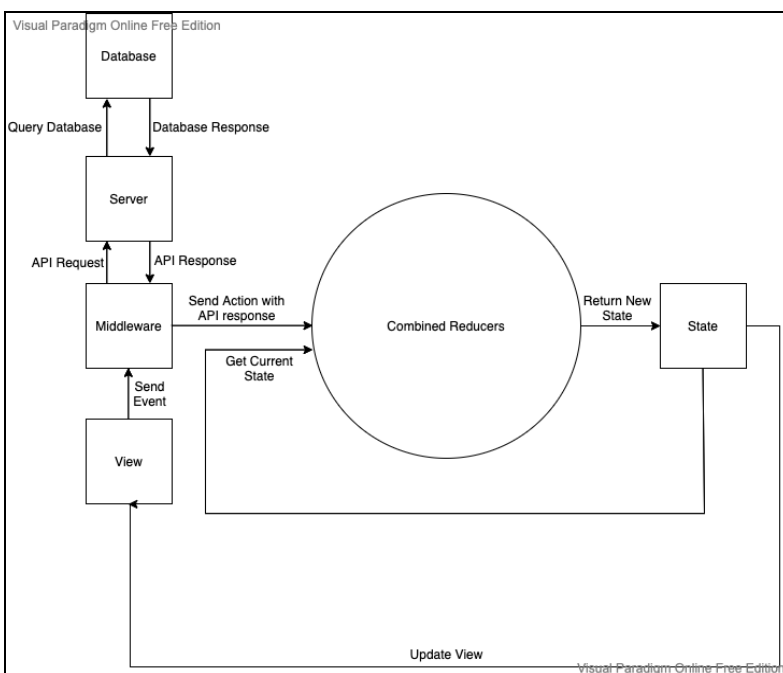 Visual Paradigm Online Free Edition
Database
Query Database
Database Response
Server
API Request
API Response
Middleware
Send Action with
API response
Combined Reducers
Return New
State
State
Get Current
State
Send
Event
View
Update View
Visual Paradigm Online Free Edition